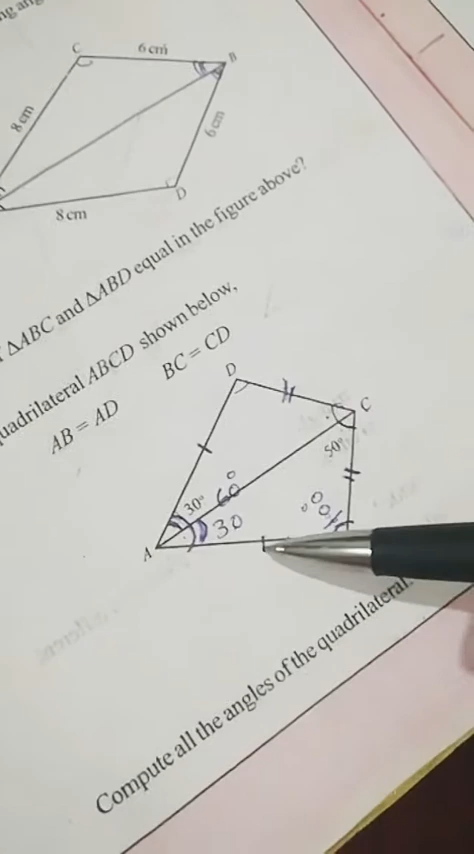 C 6 cm B
8 cm
6 cm
D
8 cm
ΔABC and ΔABD equal in the figure above?
quadrilateral ABCD shown below,
AB = AD BC = CD
D
C
50°
30° 60°
30
100°
A
Compute all the angles of the quadrilateral.